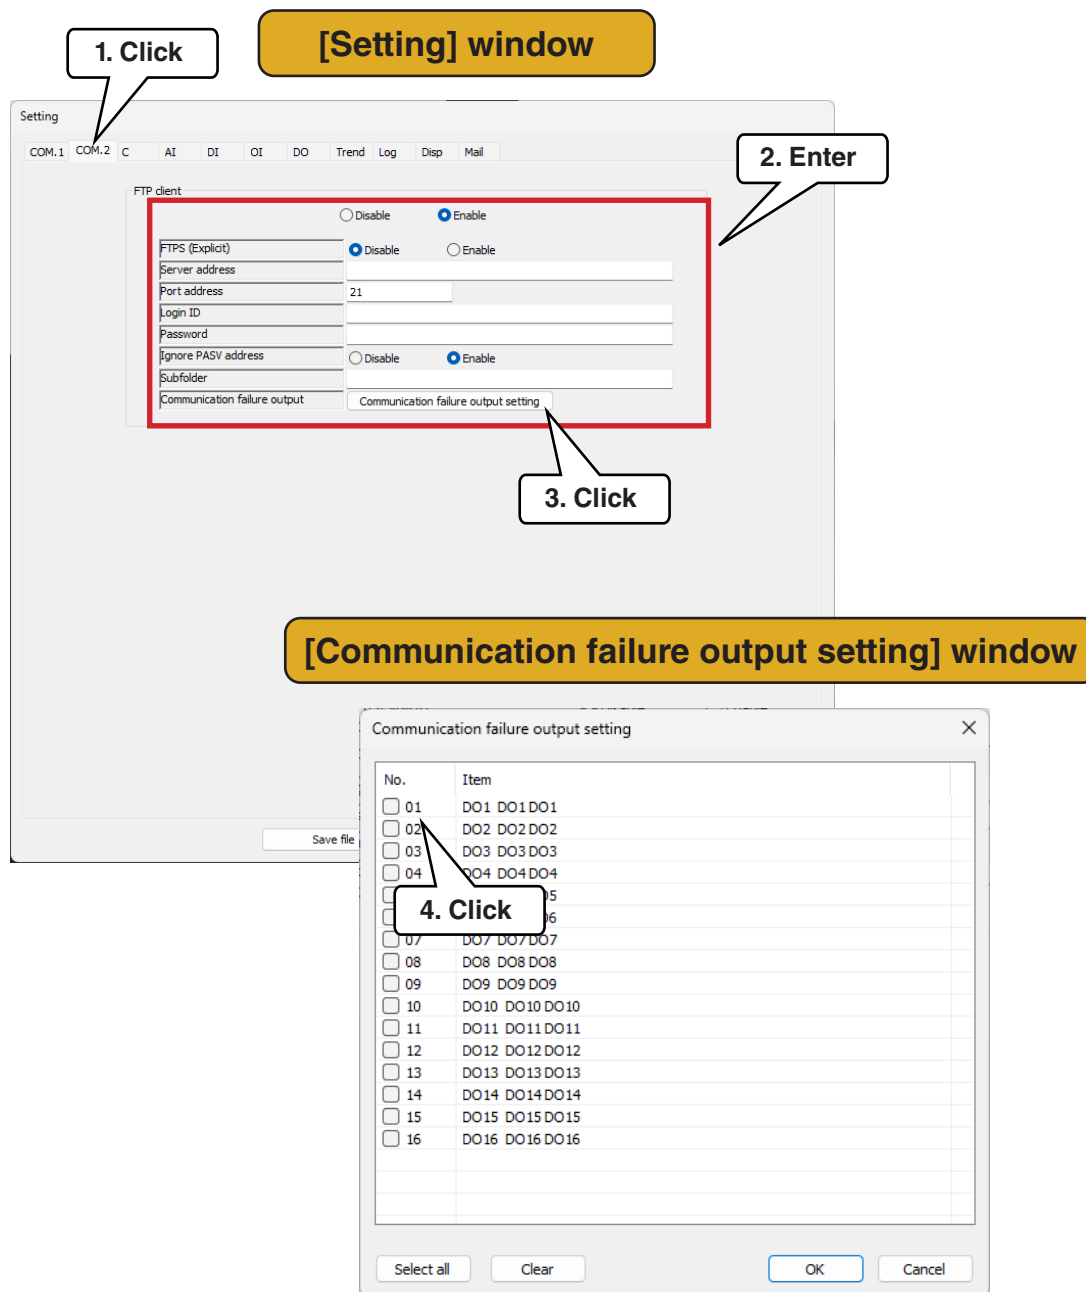 [Setting] window
1. Click
Setting
COM.1 COM.2 C AI DI OI DO Trend Log Disp Mail
2. Enter
FTP client
Disable Enable
FTPS (Explicit) Disable Enable
Server address
Port address 21
Login ID
Password
Ignore PASV address Disable Enable
Subfolder
Communication failure output Communication failure output setting
3. Click
[Communication failure output setting] window
Communication failure output setting
No. Item
01 DO1 DO1 DO1
02 DO2 DO2 DO2
03 DO3 DO3 DO3
04 DO4 DO4 DO4
4. Click
07 DO7 DO7 DO7
08 DO8 DO8 DO8
09 DO9 DO9 DO9
10 DO10 DO10 DO10
11 DO11 DO11 DO11
12 DO12 DO12 DO12
13 DO13 DO13 DO13
14 DO14 DO14 DO14
15 DO15 DO15 DO15
16 DO16 DO16 DO16
Save file
Select all Clear OK Cancel